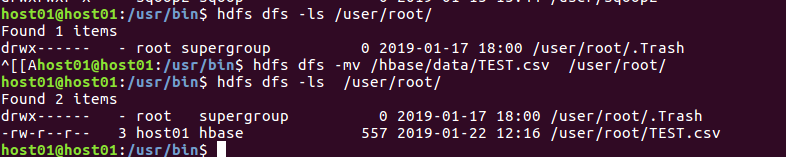 host01@host01:/usr/bin$ hdfs dfs -ls /user/root/
Found 1 items
drwx------   - root supergroup          0 2019-01-17 18:00 /user/root/.Trash
^[[Ahost01@host01:/usr/bin$ hdfs dfs -mv /hbase/data/TEST.csv  /user/root/
host01@host01:/usr/bin$ hdfs dfs -ls  /user/root/
Found 2 items
drwx------   - root   supergroup          0 2019-01-17 18:00 /user/root/.Trash
-rw-r--r--   3 host01 hbase             557 2019-01-22 12:16 /user/root/TEST.csv
host01@host01:/usr/bin$